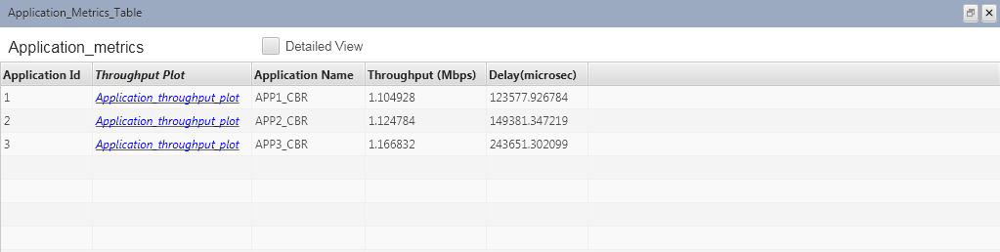 Application_Metrics_Table
Application_metrics Detailed View
Application Id Throughput Plot Application Name Throughput (Mbps) Delay(microsec)
1 Application_throughput_plot APP1_CBR 1.104928 123577.926784
2 Application_throughput_plot APP2_CBR 1.124784 149381.347219
3 Application_throughput_plot APP3_CBR 1.166832 243651.302099